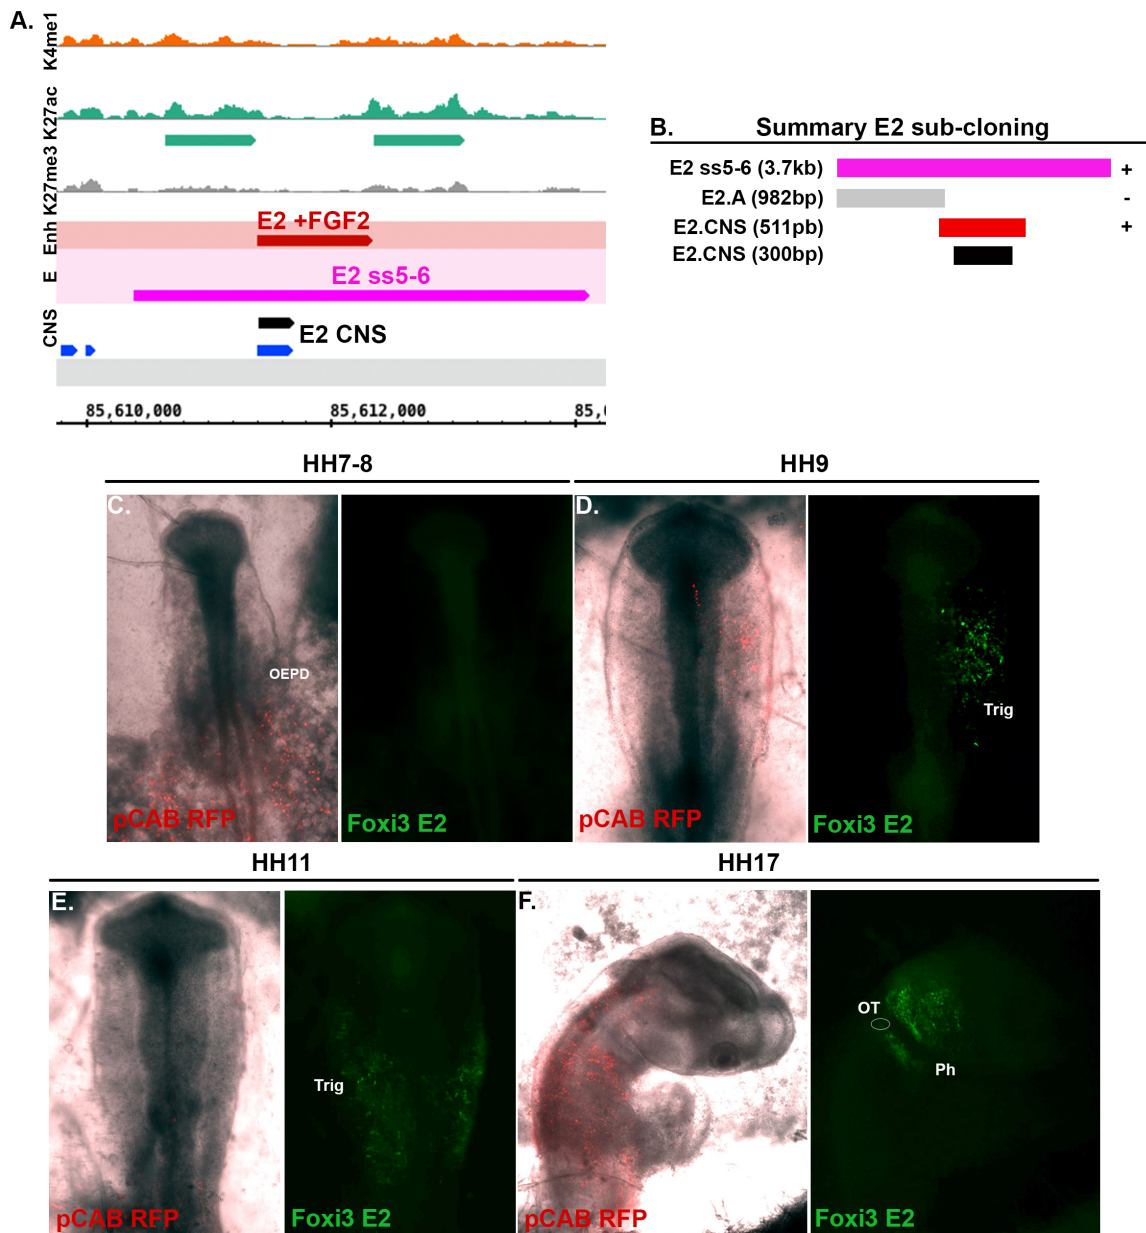 A.
K4me1
K27ac
K27me3
Enh
E2 +FGF2
E
E2 ss5-6
CNS
E2 CNS
85,610,000
85,612,000
85,0
B.
Summary E2 sub-cloning
E2 ss5-6 (3.7kb)
+
E2.A (982bp)
-
E2.CNS (511pb)
+
E2.CNS (300bp)
HH7-8
HH9
C.
OEPD
pCAB RFP
Foxi3 E2
D.
pCAB RFP
Trig
Foxi3 E2
HH11
HH17
E.
pCAB RFP
Trig
Foxi3 E2
F.
pCAB RFP
OT
Ph
Foxi3 E2